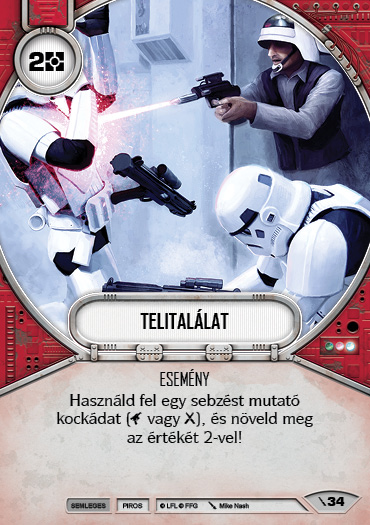 2
TELITALÁLAT
ESEMÉNY
Használd fel egy sebzést mutató
kockádat ( vagy ), és növeld meg
az értékét 2-vel!
SEMLEGES PIROS © LFL © FFG Mike Nash 34